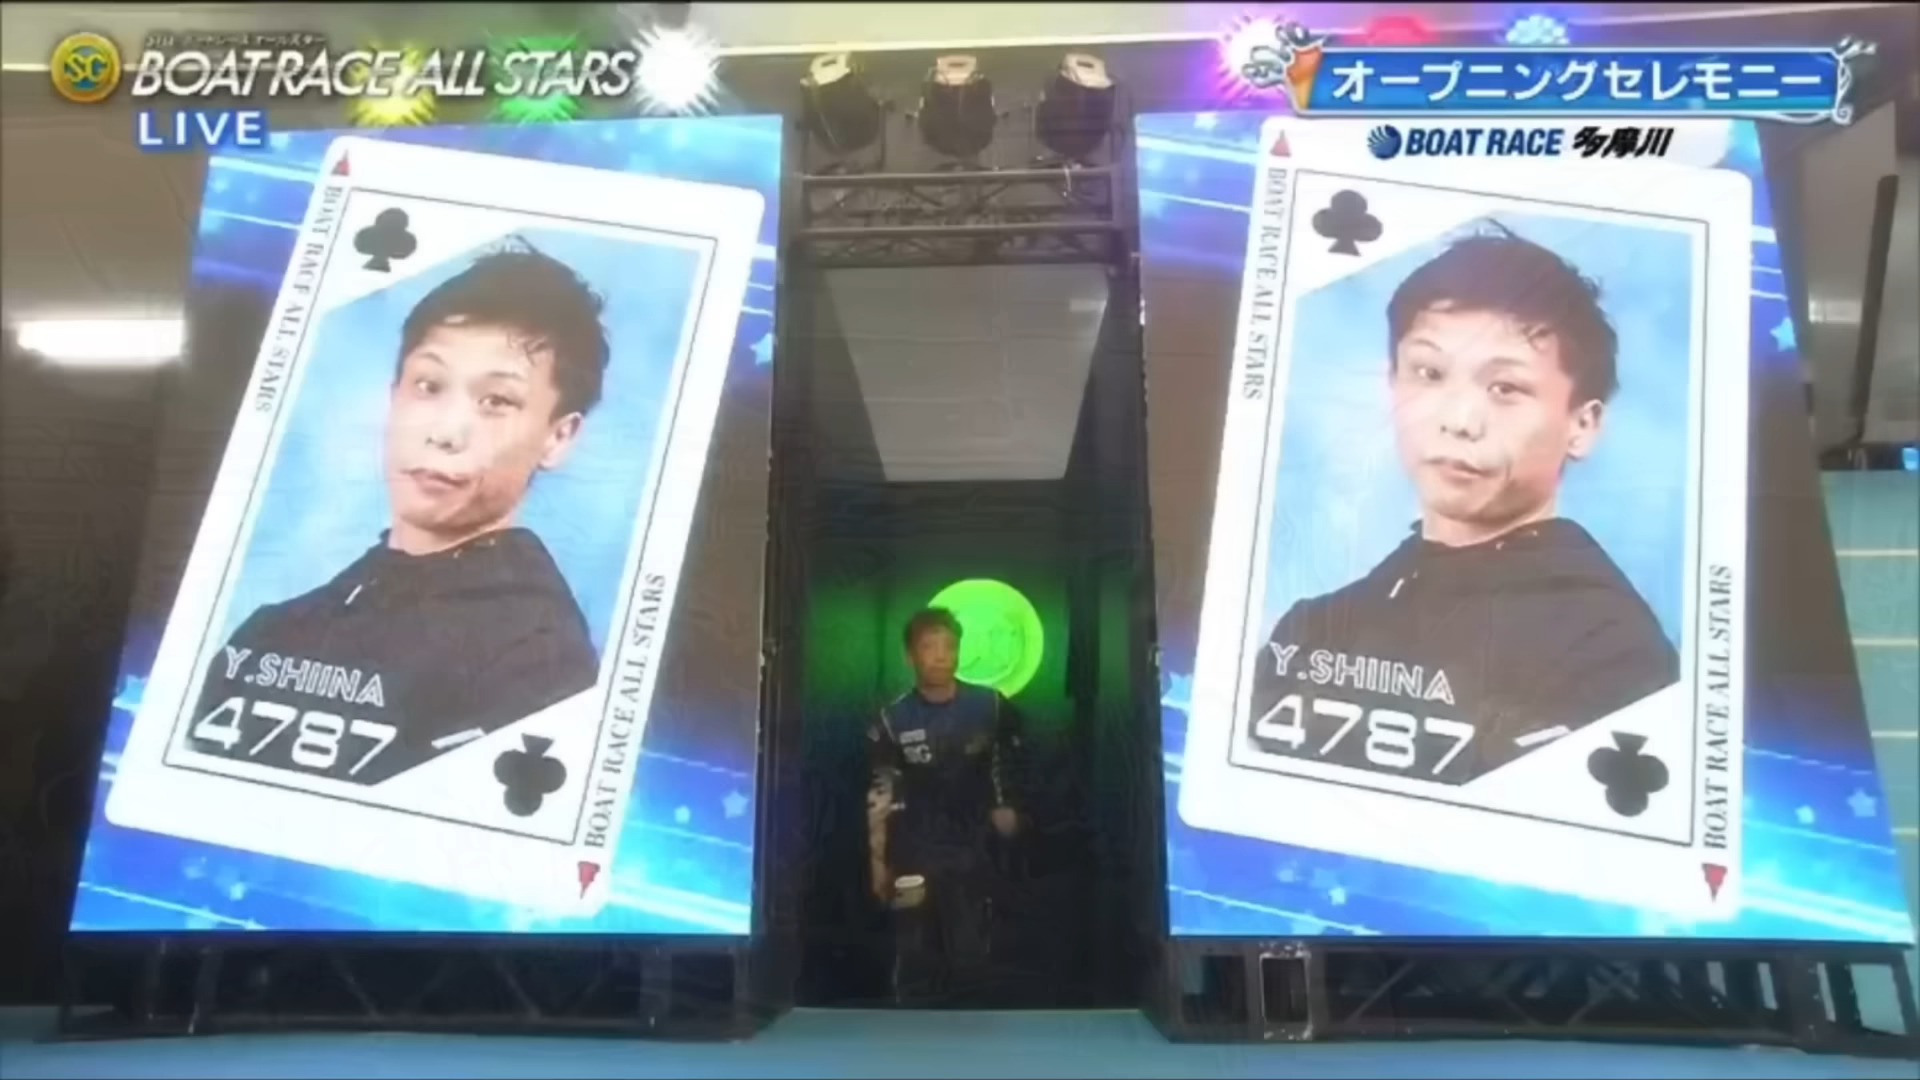 SG
BOAT RACE ALL STARS
LIVE
オープニングセレモニー
BOAT RACE 多摩川
BOAT RACE ALL STARS
Y.SHIINA
4787
BOAT RACE ALL STARS
SG
BOAT RACE ALL STARS
Y.SHIINA
4787
BOAT RACE ALL STARS